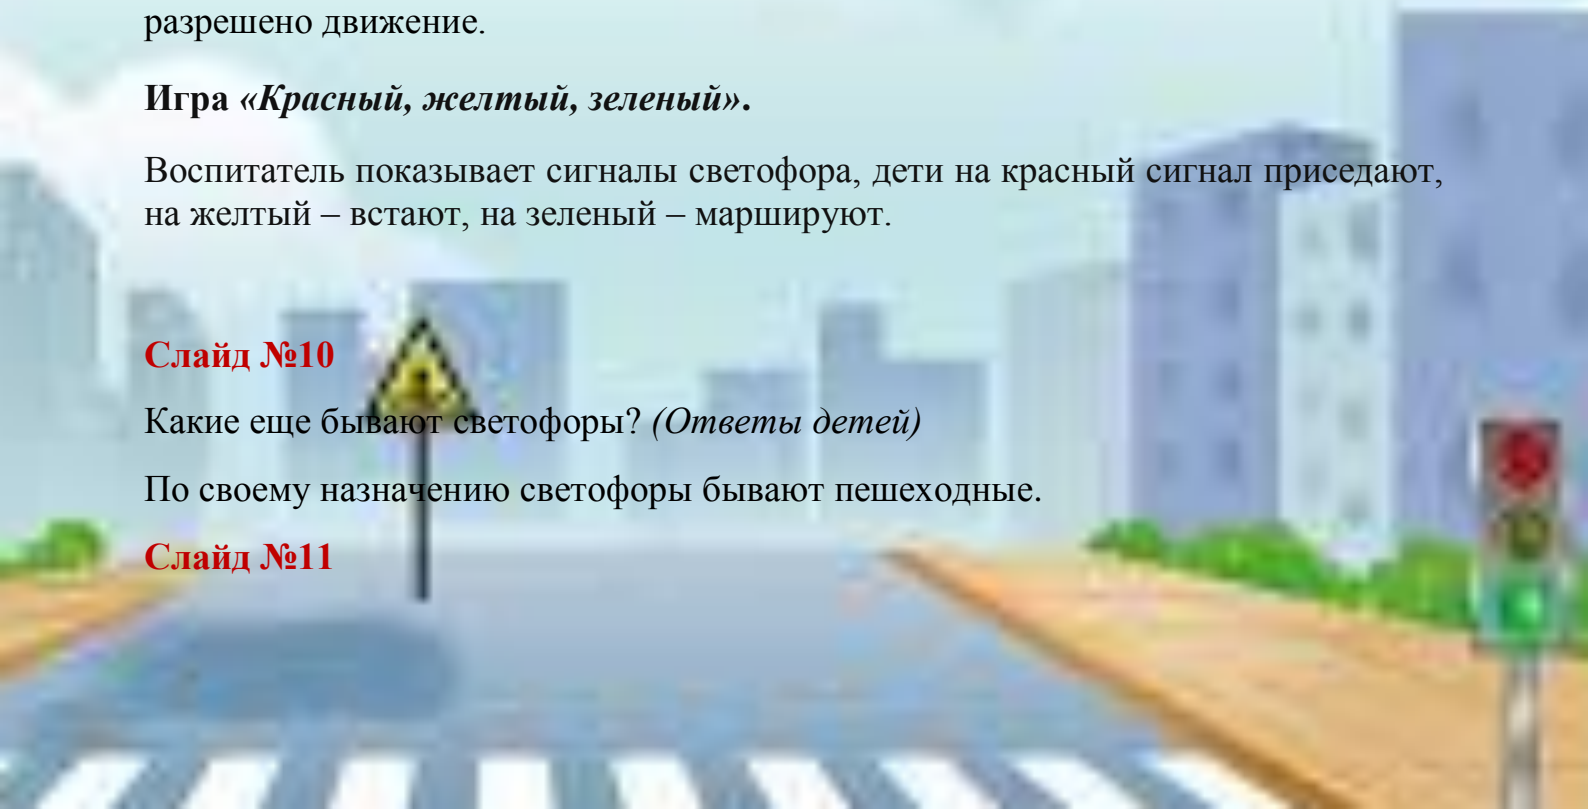 разрешено движение.
Игра «Красный, желтый, зеленый».
Воспитатель показывает сигналы светофора, дети на красный сигнал приседают,
на желтый – встают, на зеленый – маршируют.
Слайд №10
Какие еще бывают светофоры? (Ответы детей)
По своему назначению светофоры бывают пешеходные.
Слайд №11